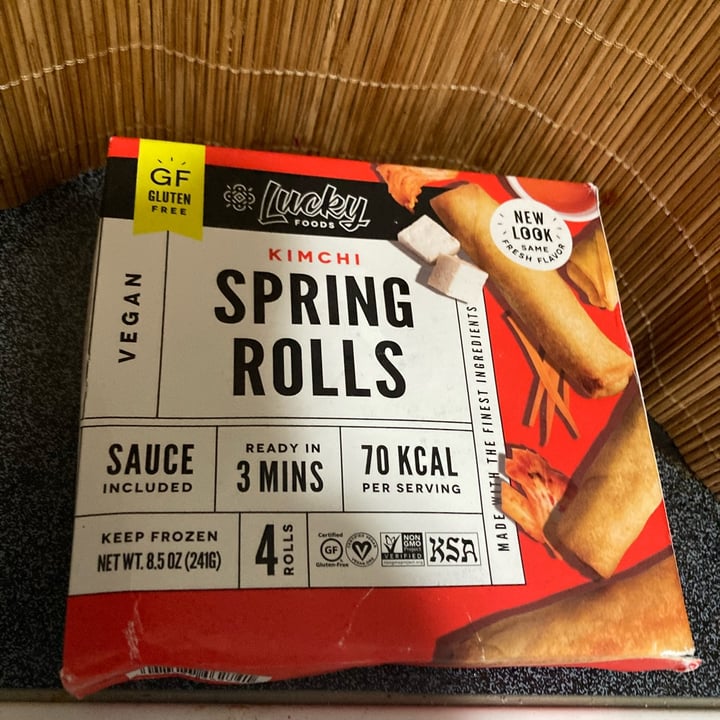 GF
GLUTEN
FREE
Lucky
FOODS
NEW
LOOK
SAME
FRESH FLAVOR
KIMCHI
SPRING
ROLLS
VEGAN
MADE WITH THE FINEST INGREDIENTS
SAUCE
INCLUDED
READY IN
3 MINS
70 KCAL
PER SERVING
KEEP FROZEN
NET WT. 8.5 OZ (241G)
4
ROLLS
Certified
GF
Gluten-Free
V
NON
GMO
VERIFIED
nongmoproject.org
KSA